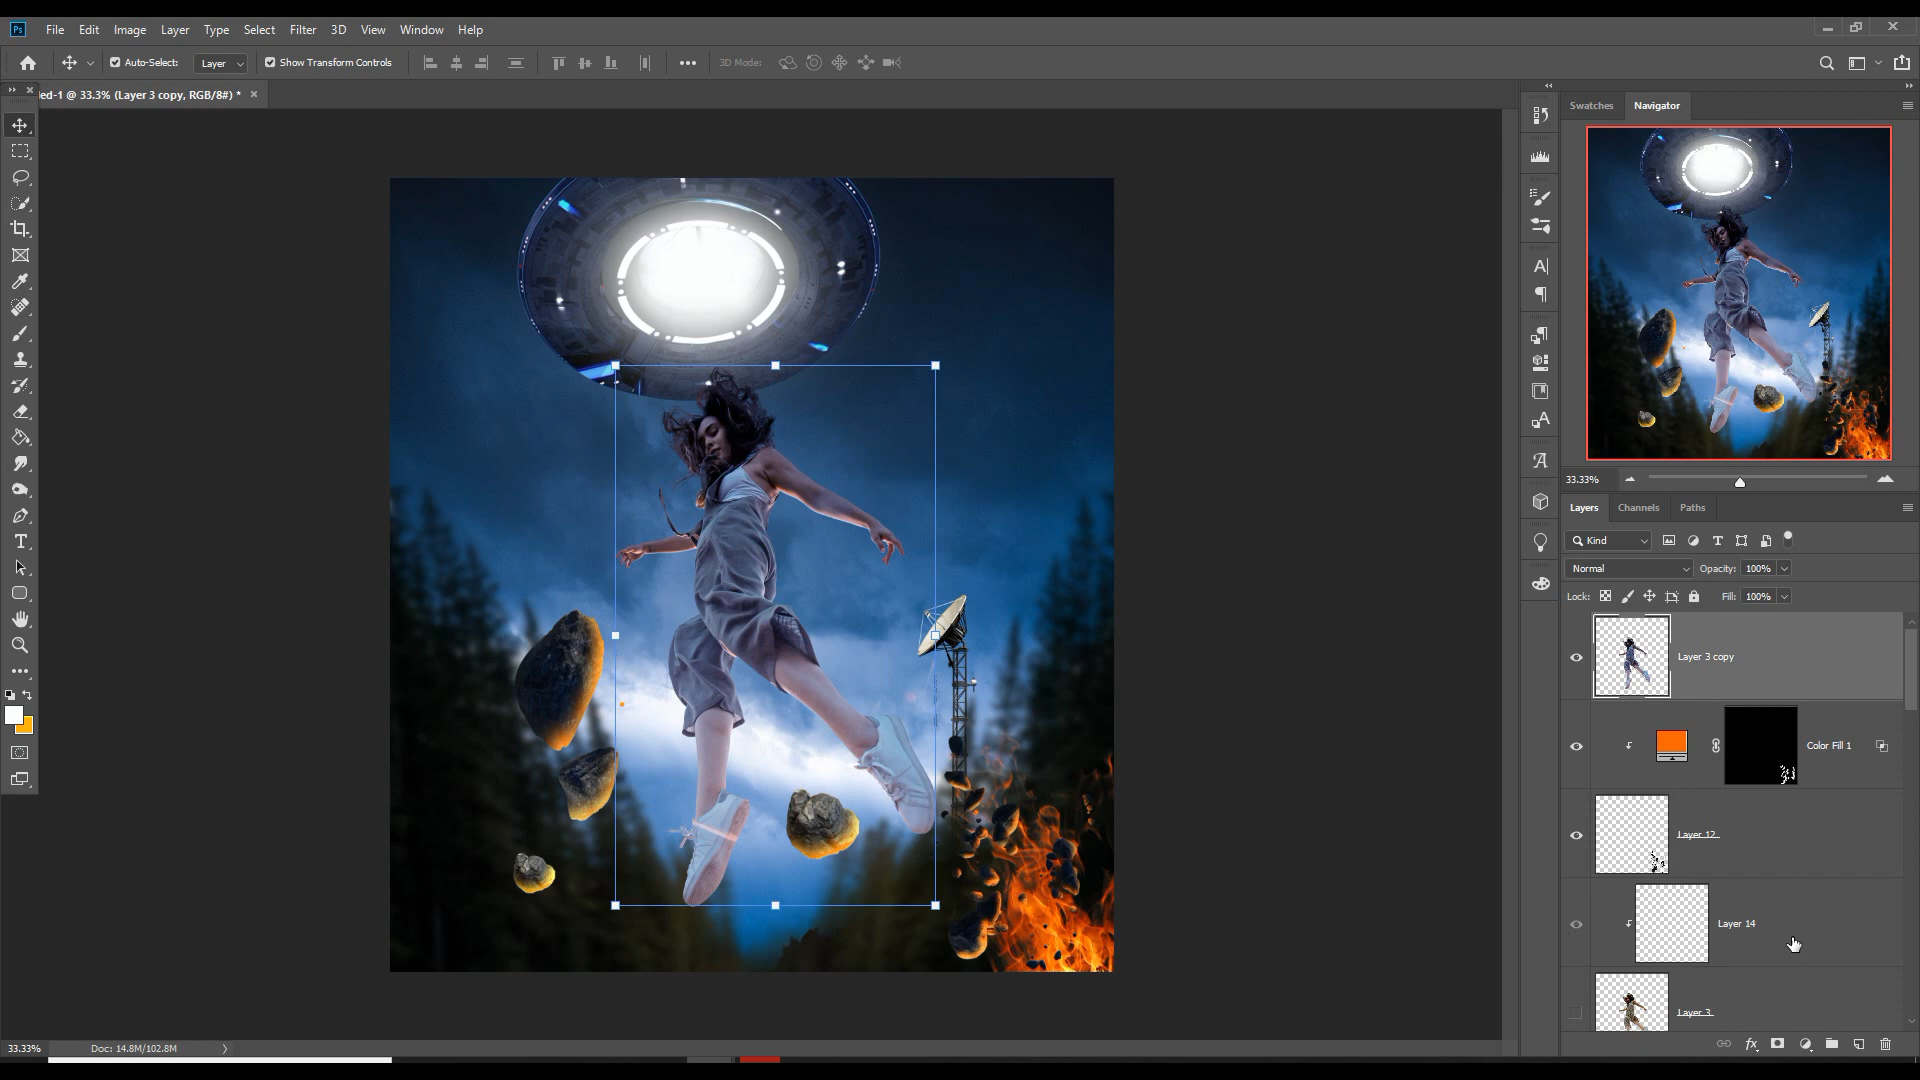 Ps File Edit Image Layer Type Select Filter 3D View Window Help
Auto-Select: Layer Show Transform Controls 3D Mode:
ed-1 @ 33.3% (Layer 3 copy, RGB/8#) *
Swatches Navigator
33.33%
Layers Channels Paths
Kind
Normal Opacity: 100%
Lock: Fill: 100%
Layer 3 copy
Color Fill 1
Layer 12
Layer 14
Layer 3
fx
33.33% Doc: 14.8M/102.8M